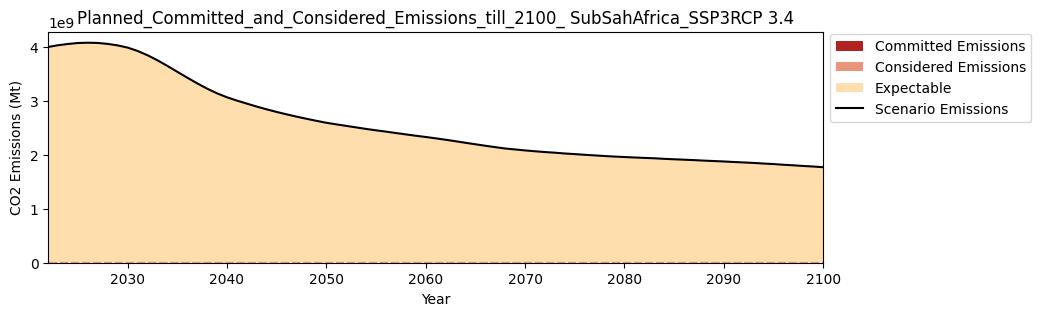 Planned_Committed_and_Considered_Emissions_till_2100_ SubSahAfrica_SSP3RCP 3.4
1e9
4
3
2
1
0
CO2 Emissions (Mt)
2030 2040 2050 2060 2070 2080 2090 2100
Year
Committed Emissions
Considered Emissions
Expectable
Scenario Emissions